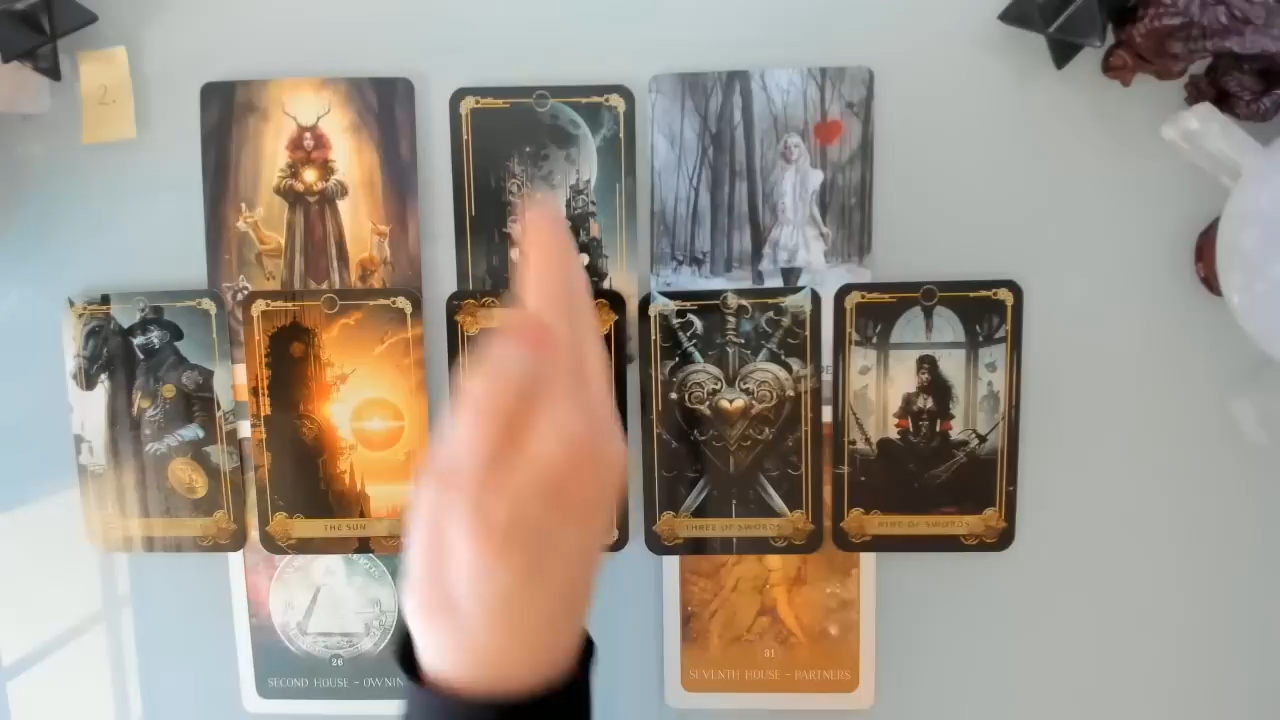 2.
THE SUN
THREE OF SWORDS
NINE OF SWORDS
26
SECOND HOUSE - OWNIN
31
SEVENTH HOUSE - PARTNERS